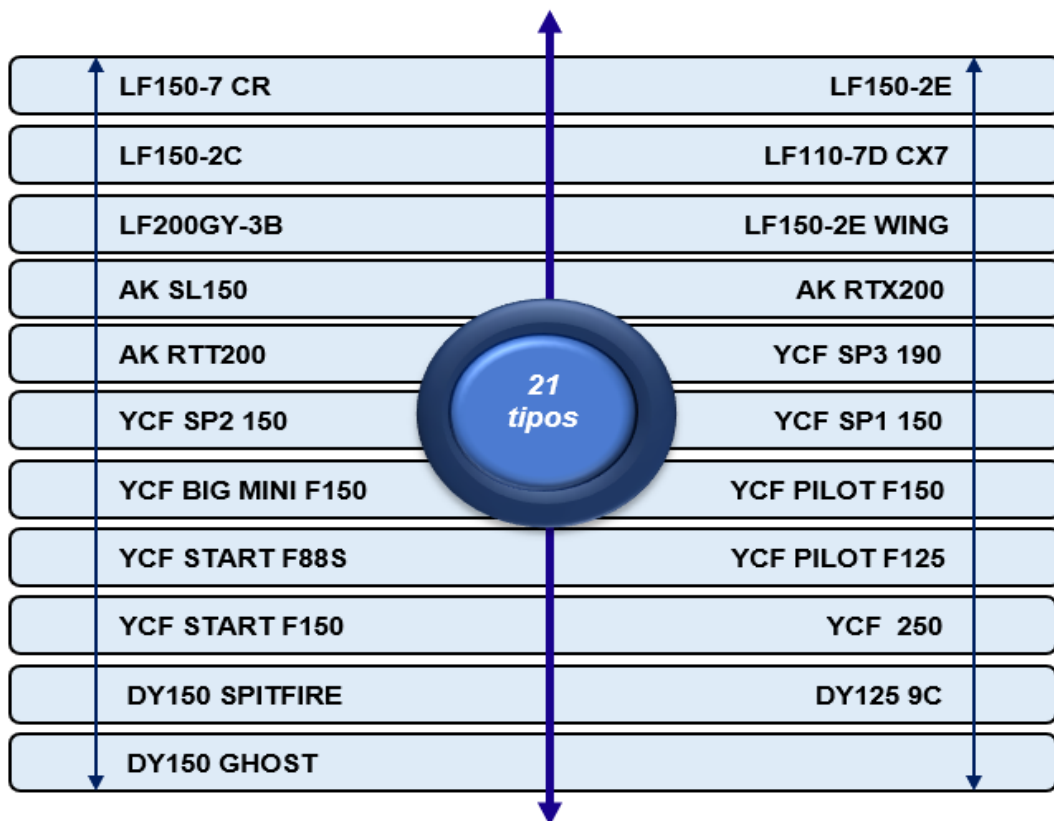 LF150-7 CR
LF150-2E
LF150-2C
LF110-7D CX7
LF200GY-3B
LF150-2E WING
AK SL150
AK RTX200
AK RTT200
YCF SP3 190
21
tipos
YCF SP2 150
YCF SP1 150
YCF BIG MINI F150
YCF PILOT F150
YCF START F88S
YCF PILOT F125
YCF START F150
YCF 250
DY150 SPITFIRE
DY125 9C
DY150 GHOST